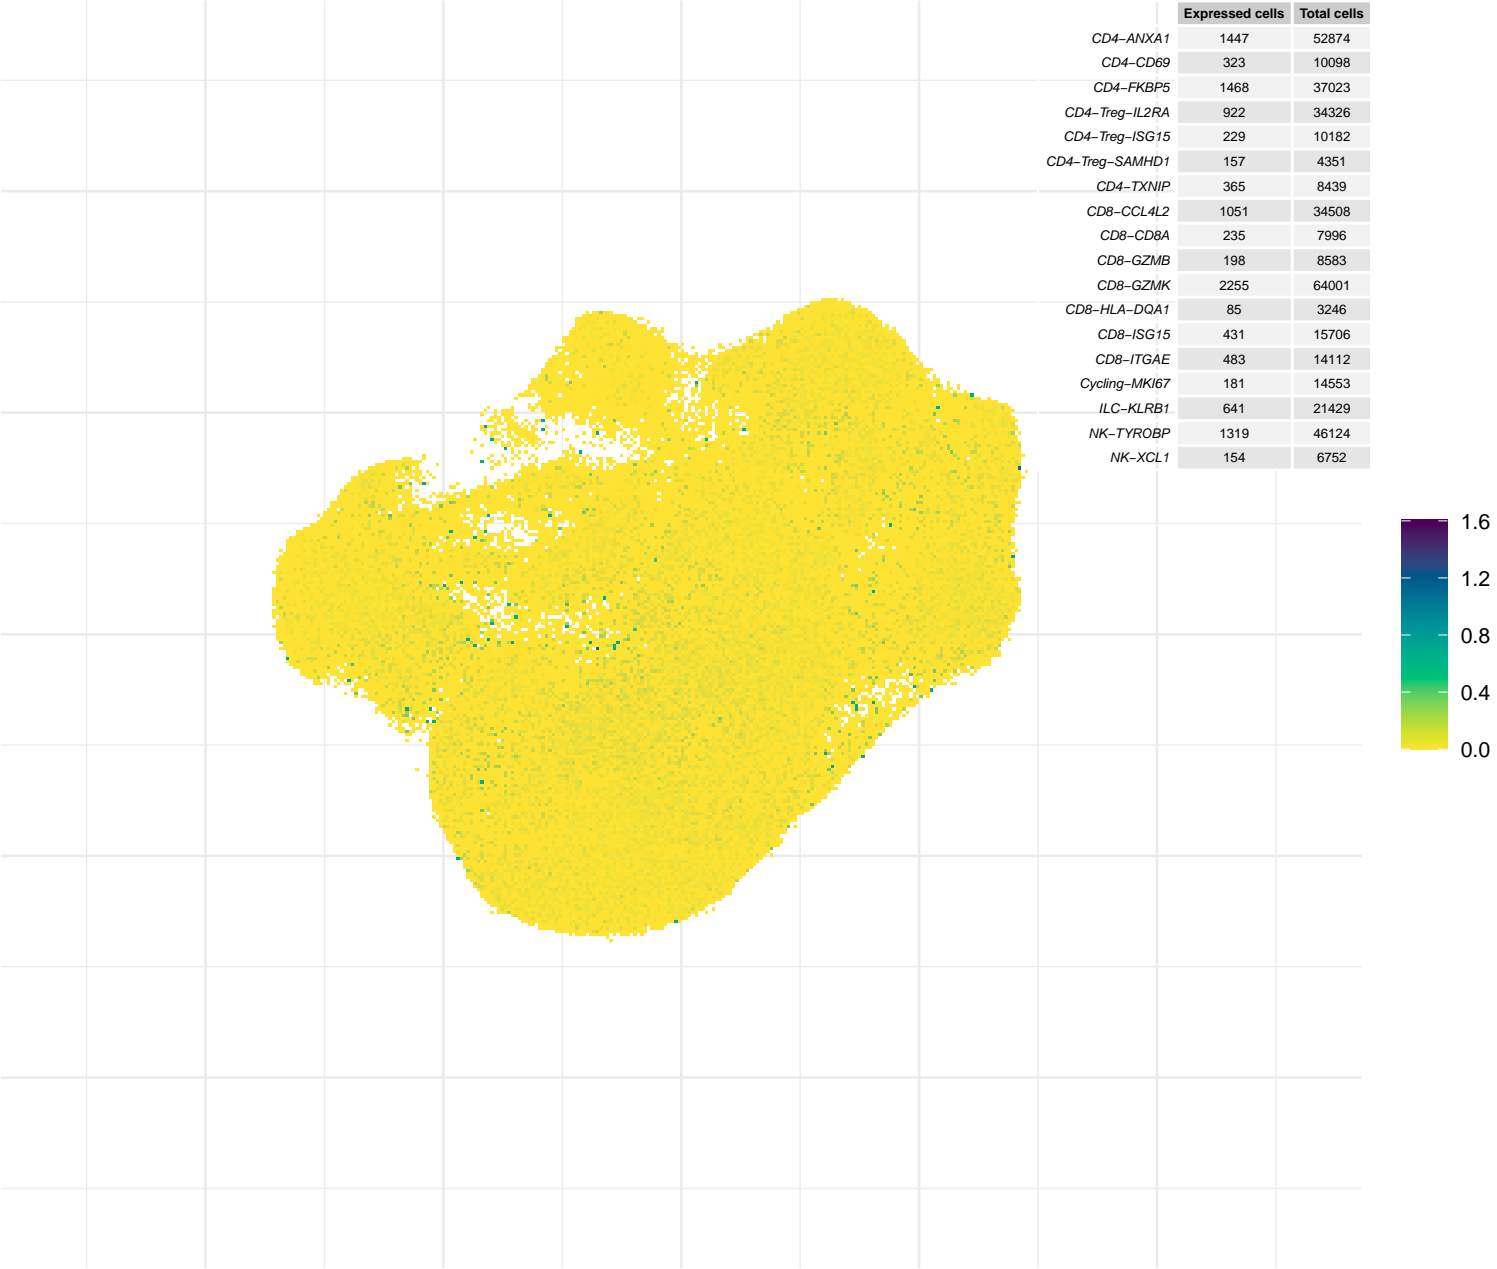 Expressed cells Total cells
CD4−ANXA1 1447 52874
CD4−CD69 323 10098
CD4−FKBP5 1468 37023
CD4−Treg−IL2RA 922 34326
CD4−Treg−ISG15 229 10182
CD4−Treg−SAMHD1 157 4351
CD4−TXNIP 365 8439
CD8−CCL4L2 1051 34508
CD8−CD8A 235 7996
CD8−GZMB 198 8583
CD8−GZMK 2255 64001
CD8−HLA−DQA1 85 3246
CD8−ISG15 431 15706
CD8−ITGAE 483 14112
Cycling−MKI67 181 14553
ILC−KLRB1 641 21429
NK−TYROBP 1319 46124
NK−XCL1 154 6752
1.6
1.2
0.8
0.4
0.0